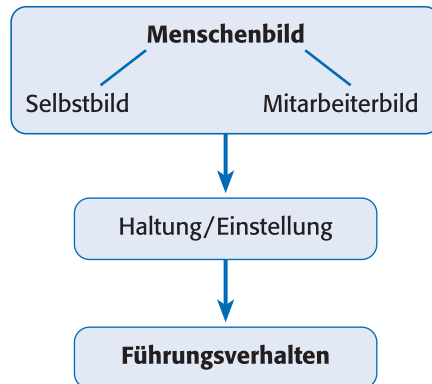 Menschenbild
Selbstbild Mitarbeiterbild
Haltung/Einstellung
Führungsverhalten